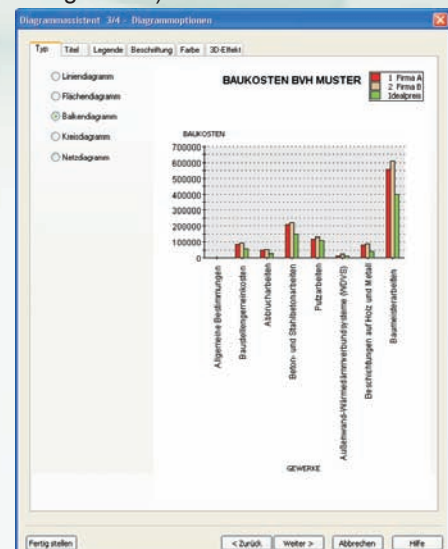 Diagrammassistent 3/4 - Diagrammoptionen
Typ Titel Legende Beschriftung Farbe 3D-Effekt
Liniendiagramm
Flächendiagramm
Balkendiagramm
Kreisdiagramm
Netzdiagramm
BAUKOSTEN BVH MUSTER
1 Firma A
2 Firma B
Idealpreis
BAUKOSTEN
700000
600000
500000
400000
300000
200000
100000
0
Allgemeine Bestimmungen
Baustellengemeinkosten
Abbrucharbeiten
Beton- und Stahlbetonarbeiten
Putzarbeiten
Außenwand-Wärmedämmverbundsysteme (WDVS)
Beschichtungen auf Holz und Metall
Baumeisterarbeiten
GEWERKE
Fertig stellen < Zurück Weiter > Abbrechen Hilfe